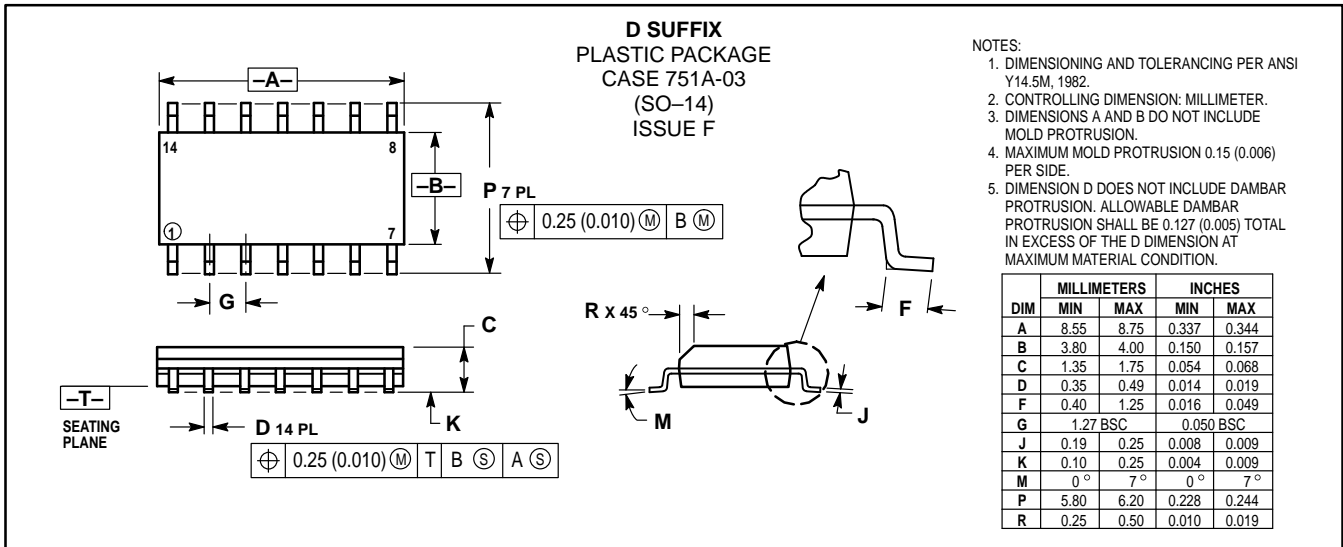 D SUFFIX
PLASTIC PACKAGE
CASE 751A-03
(SO–14)
ISSUE F
–A–
14 8
–B–
P 7 PL
⌖ 0.25 (0.010) Ⓜ B Ⓜ
1 7
G
C
–T–
SEATING
PLANE
D 14 PL
K
⌖ 0.25 (0.010) Ⓜ T B Ⓢ A Ⓢ
R X 45°
M
J
F
NOTES:
1. DIMENSIONING AND TOLERANCING PER ANSI
Y14.5M, 1982.
2. CONTROLLING DIMENSION: MILLIMETER.
3. DIMENSIONS A AND B DO NOT INCLUDE
MOLD PROTRUSION.
4. MAXIMUM MOLD PROTRUSION 0.15 (0.006)
PER SIDE.
5. DIMENSION D DOES NOT INCLUDE DAMBAR
PROTRUSION. ALLOWABLE DAMBAR
PROTRUSION SHALL BE 0.127 (0.005) TOTAL
IN EXCESS OF THE D DIMENSION AT
MAXIMUM MATERIAL CONDITION.
MILLIMETERS INCHES
DIM MIN MAX MIN MAX
A 8.55 8.75 0.337 0.344
B 3.80 4.00 0.150 0.157
C 1.35 1.75 0.054 0.068
D 0.35 0.49 0.014 0.019
F 0.40 1.25 0.016 0.049
G 1.27 BSC 0.050 BSC
J 0.19 0.25 0.008 0.009
K 0.10 0.25 0.004 0.009
M 0° 7° 0° 7°
P 5.80 6.20 0.228 0.244
R 0.25 0.50 0.010 0.019